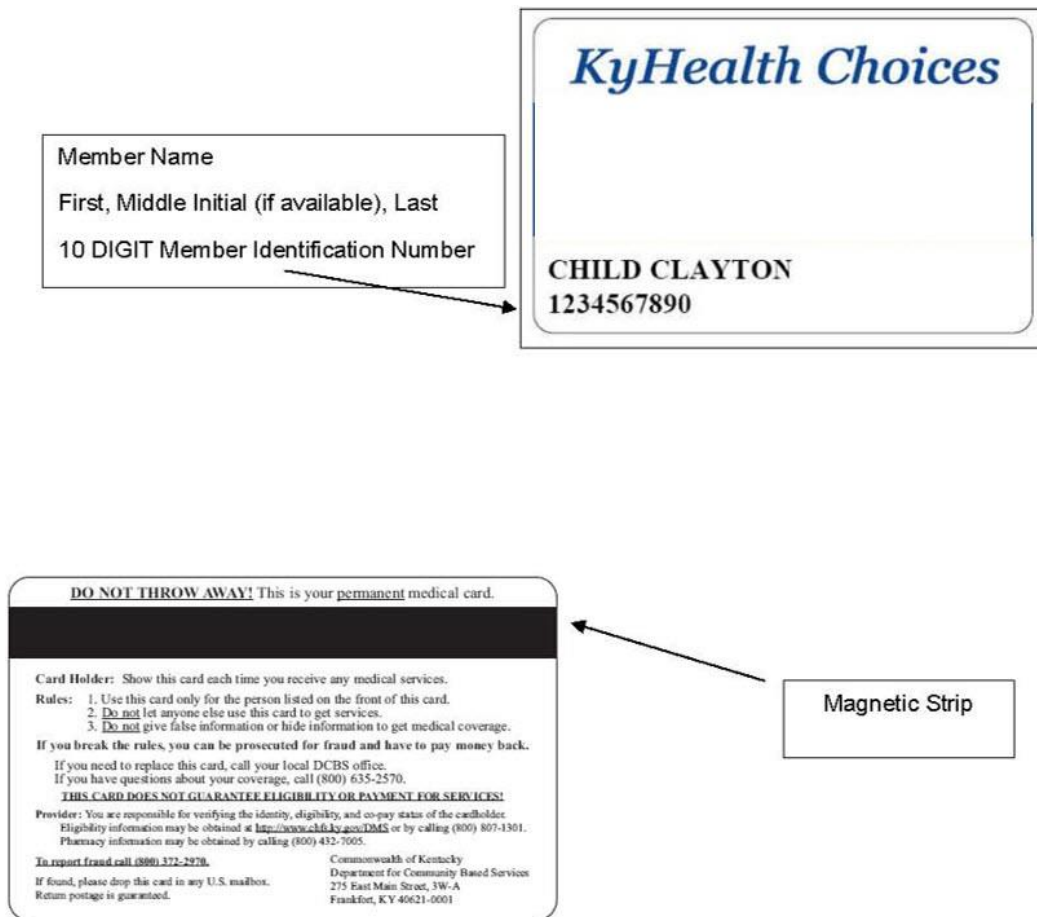 KyHealth Choices
Member Name
First, Middle Initial (if available), Last
10 DIGIT Member Identification Number
CHILD CLAYTON
1234567890
DO NOT THROW AWAY! This is your permanent medical card.
Card Holder: Show this card each time you receive any medical services.
Rules: 1. Use this card only for the person listed on the front of this card.
2. Do not let anyone else use this card to get services.
3. Do not give false information or hide information to get medical coverage.
If you break the rules, you can be prosecuted for fraud and have to pay money back.
If you need to replace this card, call your local DCBS office.
If you have questions about your coverage, call (800) 635-2570.
THIS CARD DOES NOT GUARANTEE ELIGIBILITY OR PAYMENT FOR SERVICES!
Provider: You are responsible for verifying the identity, eligibility, and co-pay status of the cardholder.
Eligibility information may be obtained at http://www.chfs.ky.gov/DMS or by calling (800) 807-1301.
Pharmacy information may be obtained by calling (800) 432-7005.
To report fraud call (800) 372-2970.
If found, please drop this card in any U.S. mailbox.
Return postage is guaranteed.
Commonwealth of Kentucky
Department for Community Based Services
275 East Main Street, 3W-A
Frankfort, KY 40621-0001
Magnetic Strip